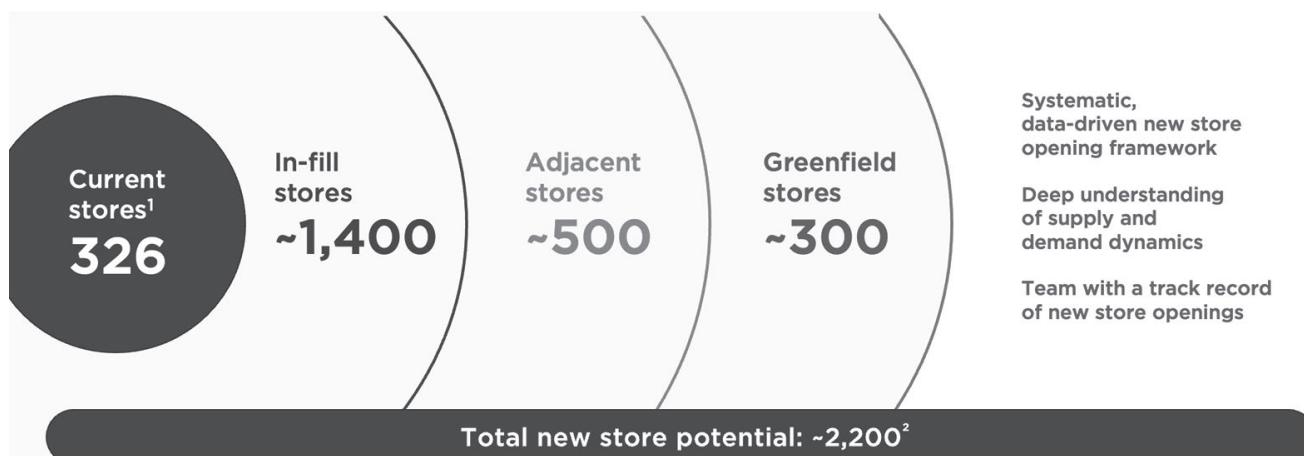 Current
stores¹
326
In-fill
stores
~1,400
Adjacent
stores
~500
Greenfield
stores
~300
Systematic,
data-driven new store
opening framework
Deep understanding
of supply and
demand dynamics
Team with a track record
of new store openings
Total new store potential: ~2,200²